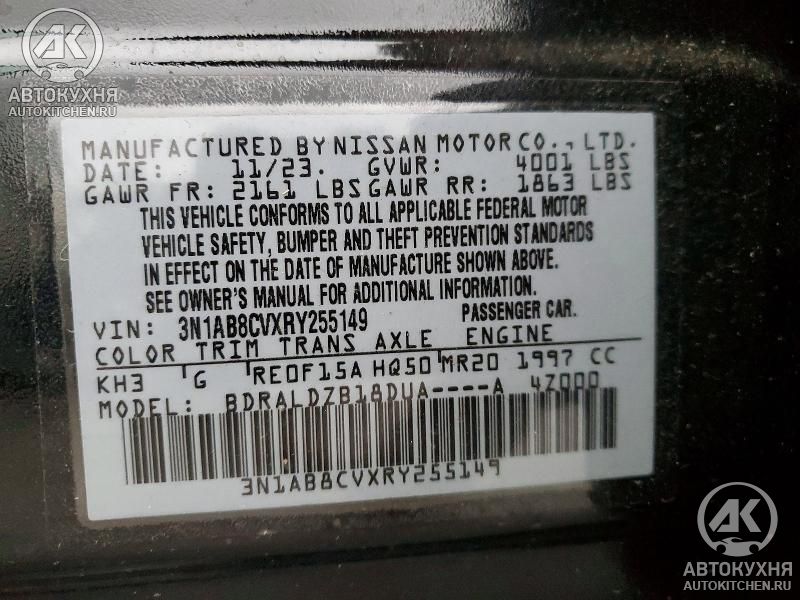 АК
АВТОКУХНЯ
AUTOKITCHEN.RU
MANUFACTURED BY NISSAN MOTOR CO., LTD.
DATE: 11/23. GVWR: 4001 LBS
GAWR FR: 2161 LBS GAWR RR: 1863 LBS
THIS VEHICLE CONFORMS TO ALL APPLICABLE FEDERAL MOTOR
VEHICLE SAFETY, BUMPER AND THEFT PREVENTION STANDARDS
IN EFFECT ON THE DATE OF MANUFACTURE SHOWN ABOVE.
SEE OWNER'S MANUAL FOR ADDITIONAL INFORMATION.
VIN: 3N1AB8CVXRY255149 PASSENGER CAR.
COLOR TRIM TRANS AXLE ENGINE
KH3 G RE0F15A HQ50 MR20 1997 CC
MODEL: BDRALDZB18DUA----A 4Z000
3N1AB8CVXRY255149
АК
АВТОКУХНЯ
AUTOKITCHEN.RU